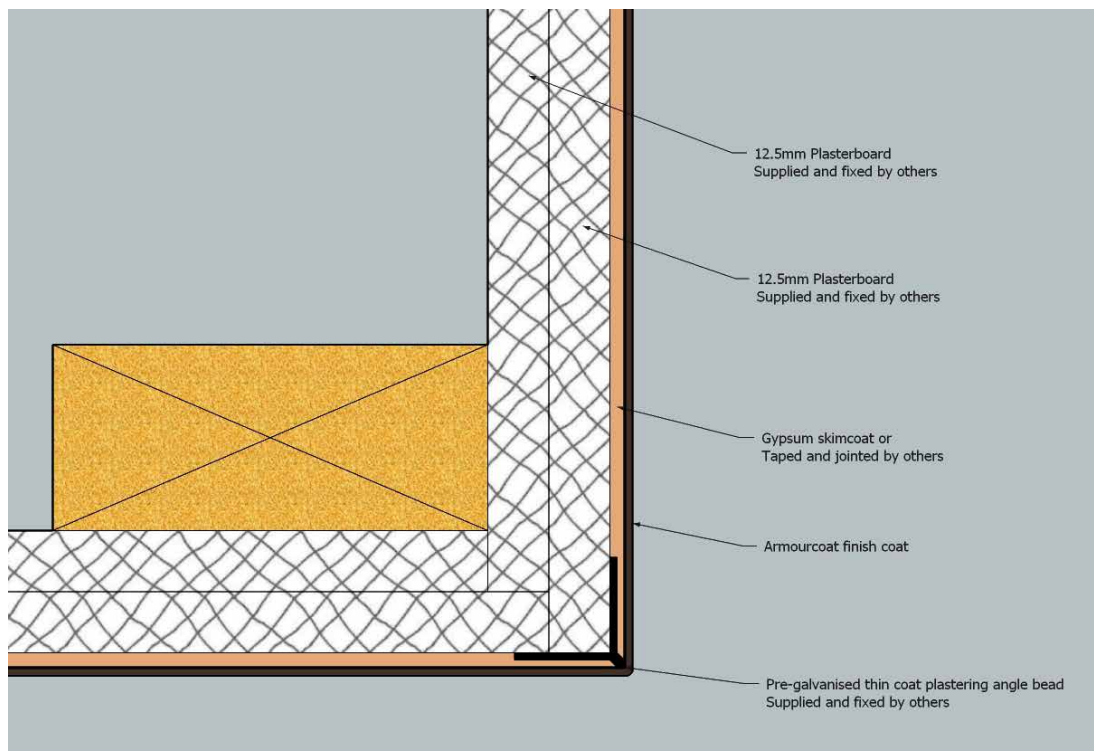 12.5mm Plasterboard
Supplied and fixed by others
12.5mm Plasterboard
Supplied and fixed by others
Gypsum skimcoat or
Taped and jointed by others
Armourcoat finish coat
Pre-galvanised thin coat plastering angle bead
Supplied and fixed by others